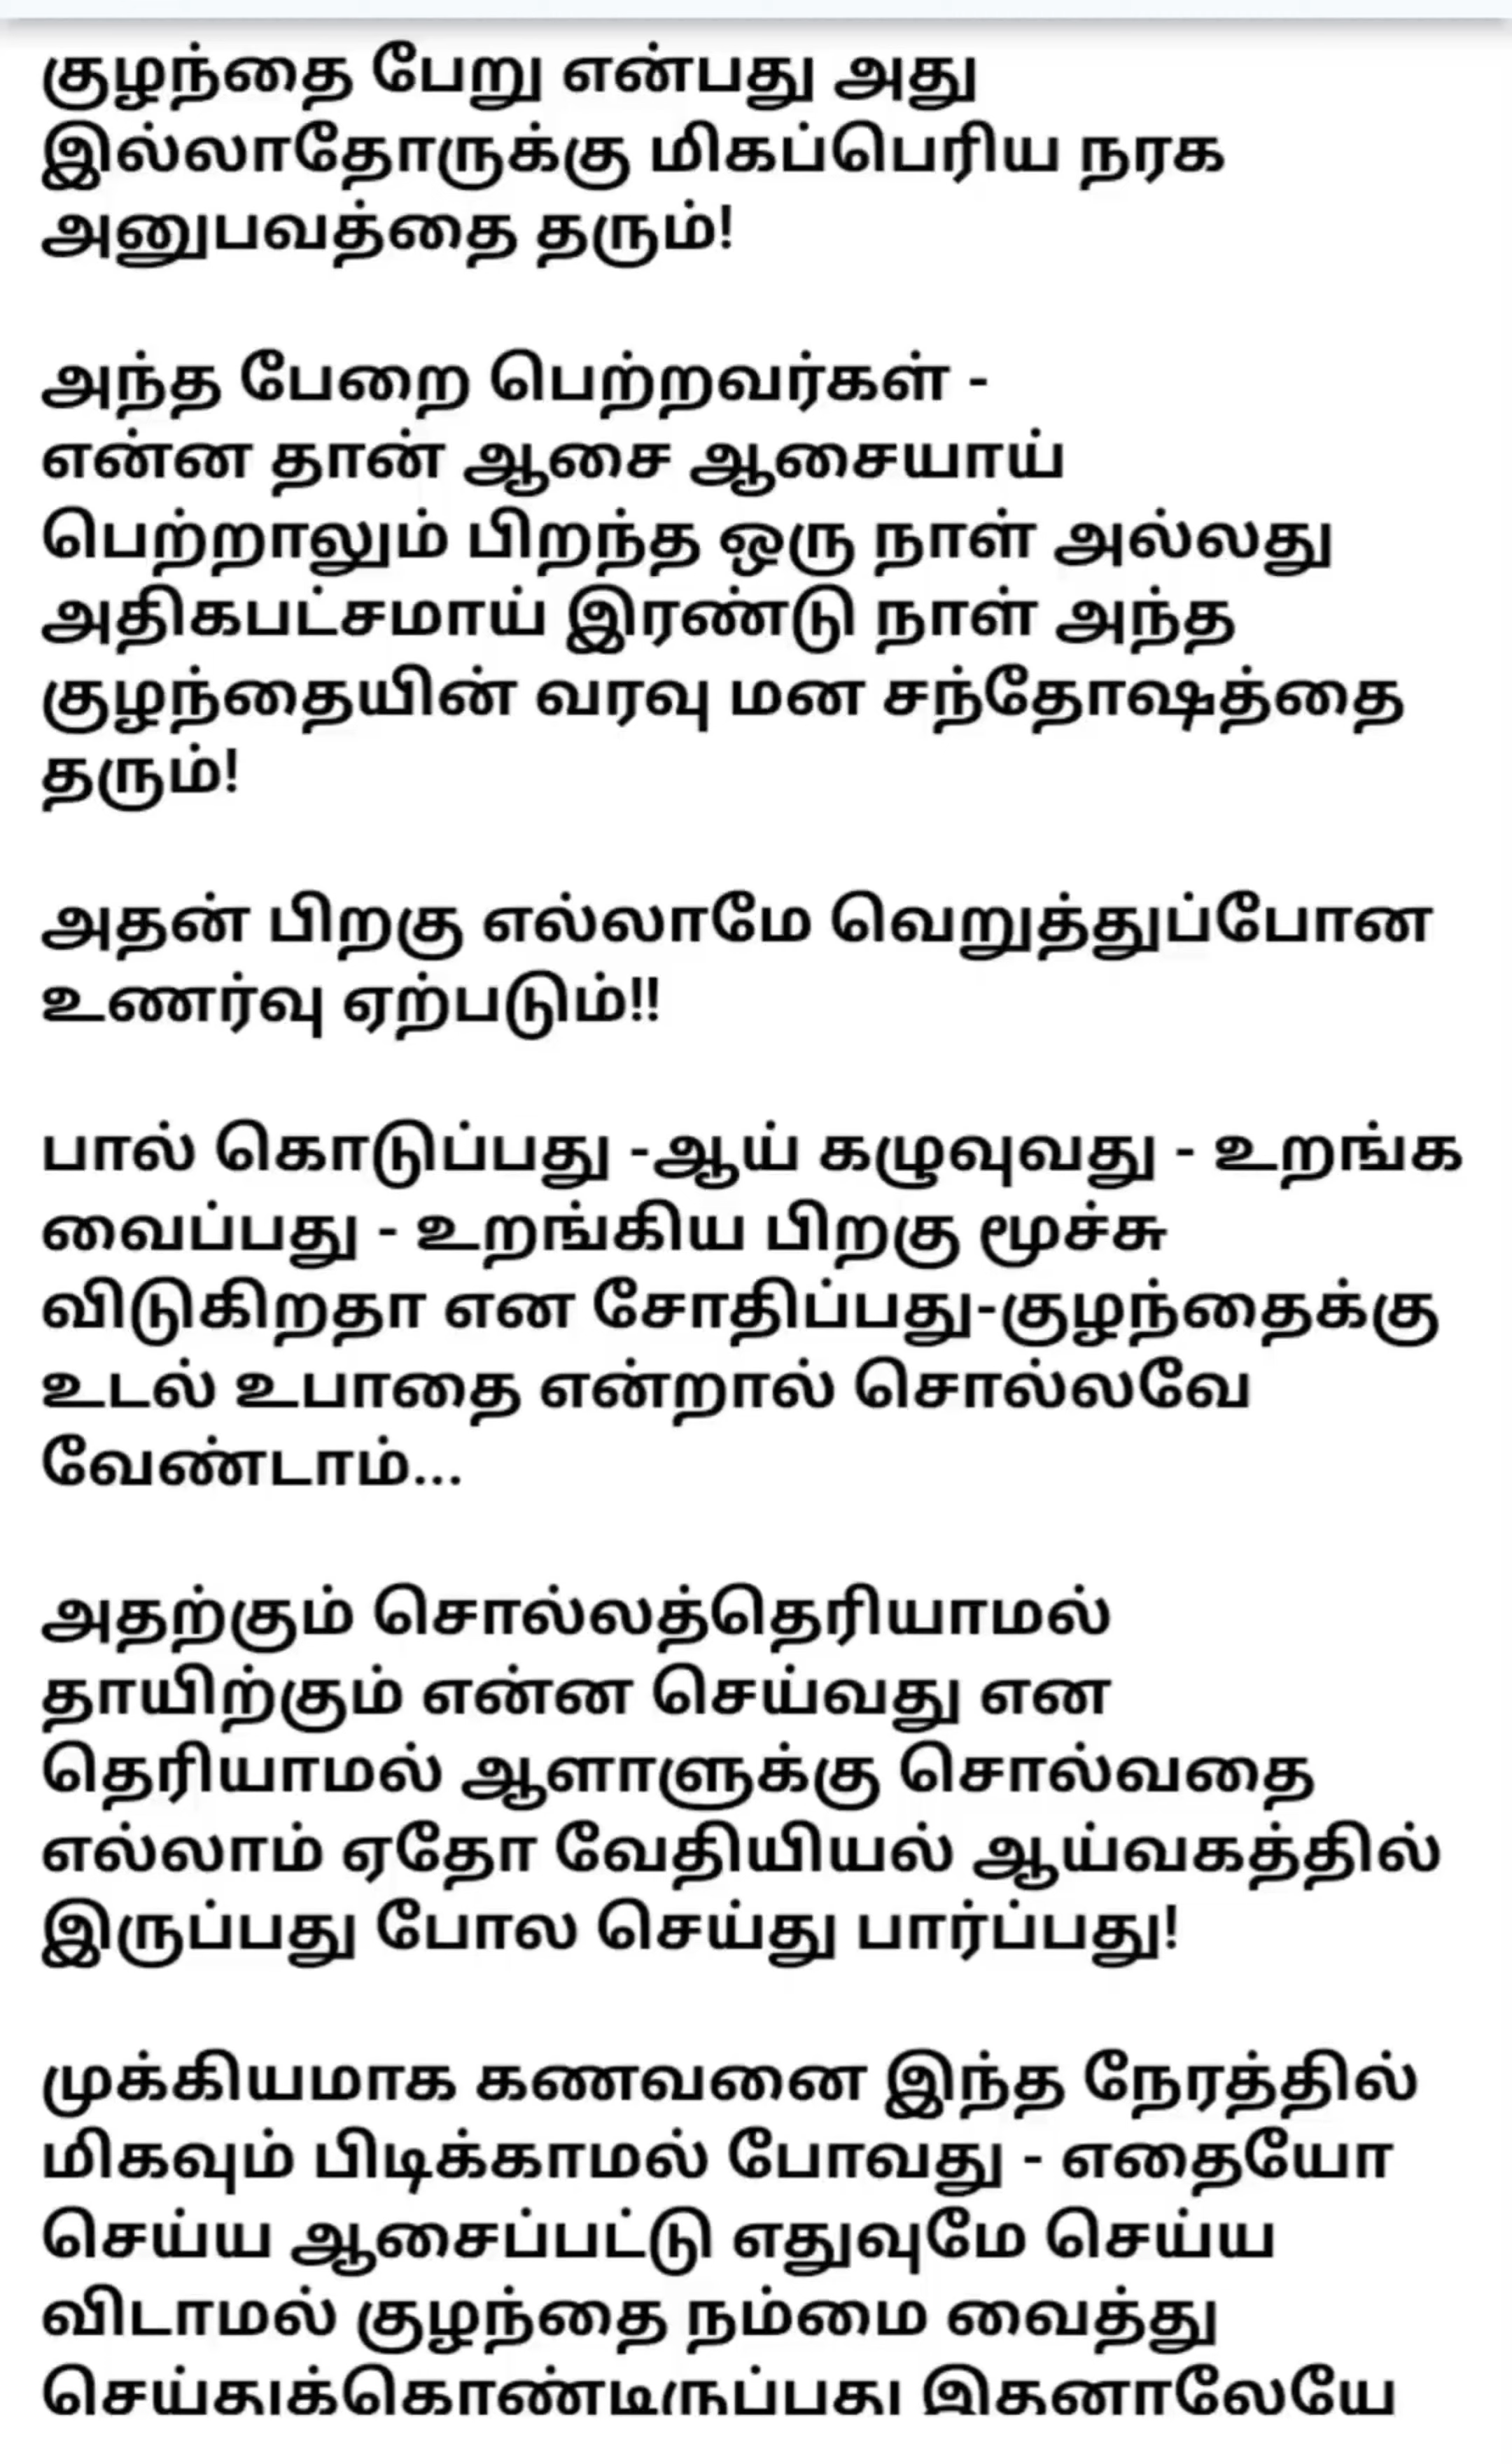 குழந்தை பேறு என்பது அது
இல்லாதோருக்கு மிகப்பெரிய நரக
அனுபவத்தை தரும்!
அந்த பேறை பெற்றவர்கள் -
என்ன தான் ஆசை ஆசையாய்
பெற்றாலும் பிறந்த ஒரு நாள் அல்லது
அதிகபட்சமாய் இரண்டு நாள் அந்த
குழந்தையின் வரவு மன சந்தோஷத்தை
தரும்!
அதன் பிறகு எல்லாமே வெறுத்துப்போன
உணர்வு ஏற்படும்!!
பால் கொடுப்பது -ஆய் கழுவுவது - உறங்க
வைப்பது - உறங்கிய பிறகு மூச்சு
விடுகிறதா என சோதிப்பது-குழந்தைக்கு
உடல் உபாதை என்றால் சொல்லவே
வேண்டாம்...
அதற்கும் சொல்லத்தெரியாமல்
தாயிற்கும் என்ன செய்வது என
தெரியாமல் ஆளாளுக்கு சொல்வதை
எல்லாம் ஏதோ வேதியியல் ஆய்வகத்தில்
இருப்பது போல செய்து பார்ப்பது!
முக்கியமாக கணவனை இந்த நேரத்தில்
மிகவும் பிடிக்காமல் போவது - எதையோ
செய்ய ஆசைப்பட்டு எதுவுமே செய்ய
விடாமல் குழந்தை நம்மை வைத்து
செய்துக்கொண்டிருப்பது இதனாலேயே